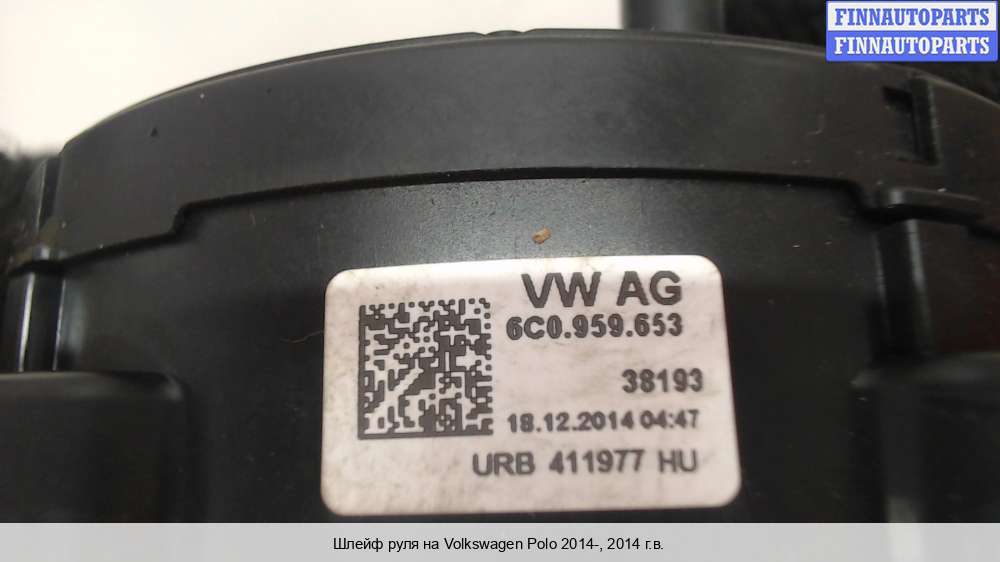 FINNAUTOPARTS
FINNAUTOPARTS
VW AG
6C0.959.653
38193
18.12.2014 04:47
URB 411977 HU
Шлейф руля на Volkswagen Polo 2014-, 2014 г.в.